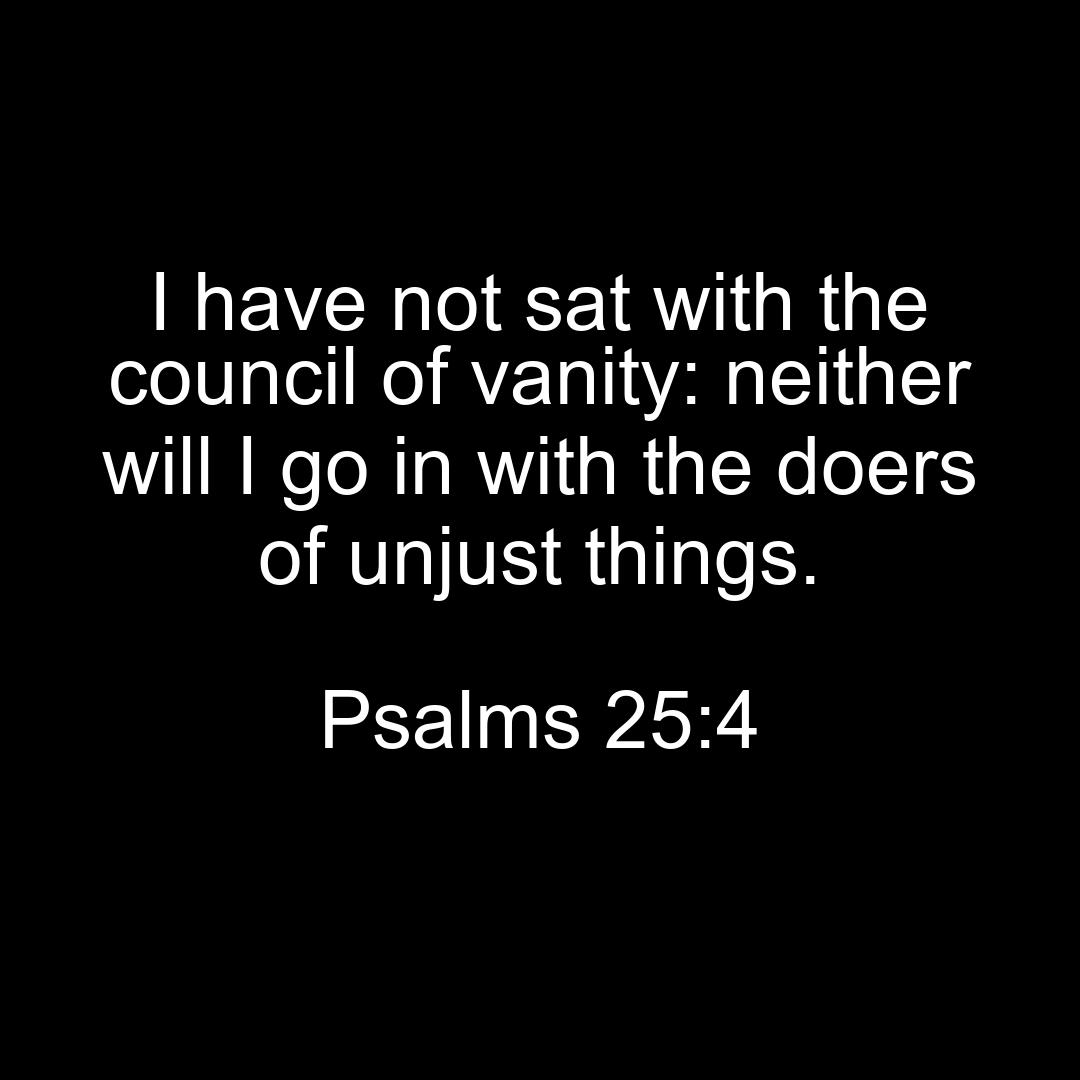 I have not sat with the
council of vanity: neither
will I go in with the doers
of unjust things.
Psalms 25:4